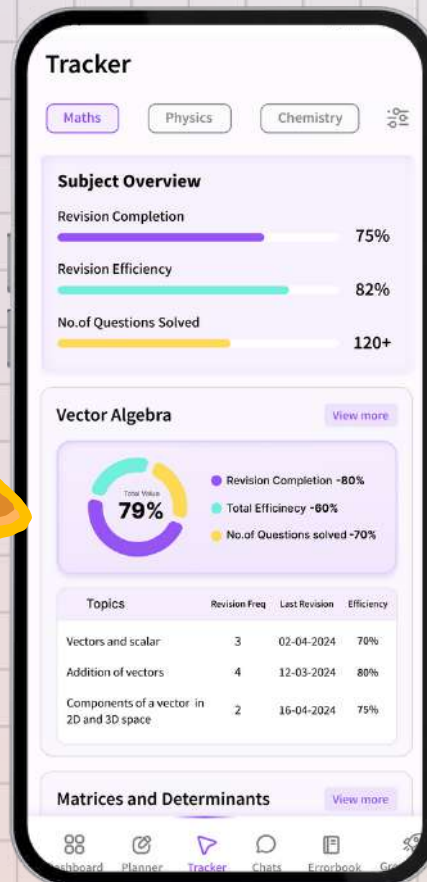 Tracker
Maths
Physics
Chemistry
Subject Overview
Revision Completion
75%
Revision Efficiency
82%
No.of Questions Solved
120+
Vector Algebra
View more
Total Value
79%
Revision Completion -80%
Total Efficinecy -60%
No.of Questions solved -70%
Topics Revision Freq Last Revision Efficiency
Vectors and scalar 3 02-04-2024 70%
Addition of vectors 4 12-03-2024 80%
Components of a vector in
2D and 3D space 2 16-04-2024 75%
Matrices and Determinants
View more
Planner Tracker Chats Errorbook